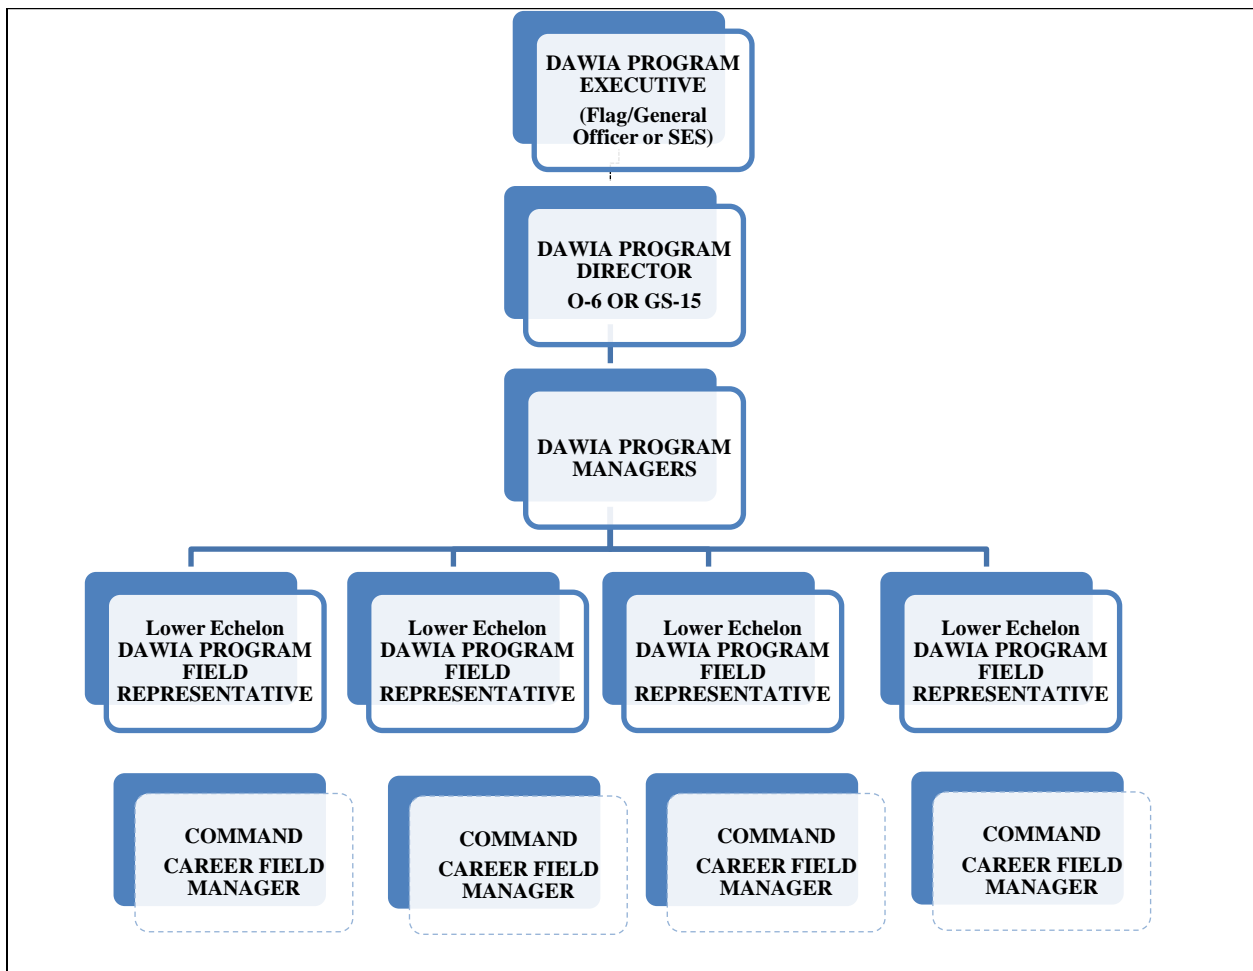 DAWIA PROGRAM
EXECUTIVE
(Flag/General
Officer or SES)
DAWIA PROGRAM
DIRECTOR
O-6 OR GS-15
DAWIA PROGRAM
MANAGERS
Lower Echelon
DAWIA PROGRAM
FIELD
REPRESENTATIVE
Lower Echelon
DAWIA PROGRAM
FIELD
REPRESENTATIVE
Lower Echelon
DAWIA PROGRAM
FIELD
REPRESENTATIVE
Lower Echelon
DAWIA PROGRAM
FIELD
REPRESENTATIVE
COMMAND
CAREER FIELD
MANAGER
COMMAND
CAREER FIELD
MANAGER
COMMAND
CAREER FIELD
MANAGER
COMMAND
CAREER FIELD
MANAGER